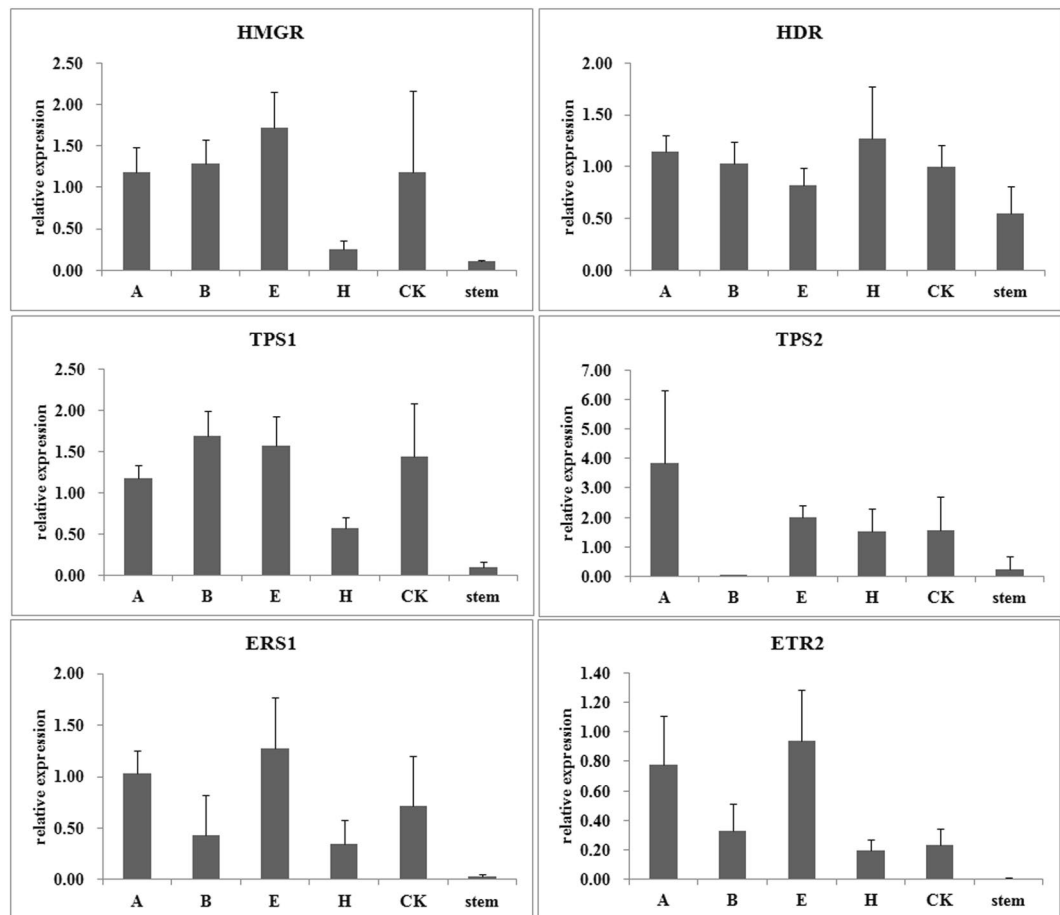 HMGR
relative expression
2.50
2.00
1.50
1.00
0.50
0.00
A B E H CK stem
HDR
relative expression
2.00
1.50
1.00
0.50
0.00
A B E H CK stem
TPS1
relative expression
2.50
2.00
1.50
1.00
0.50
0.00
A B E H CK stem
TPS2
relative expression
7.00
6.00
5.00
4.00
3.00
2.00
1.00
0.00
A B E H CK stem
ERS1
relative expression
2.00
1.50
1.00
0.50
0.00
A B E H CK stem
ETR2
relative expression
1.40
1.20
1.00
0.80
0.60
0.40
0.20
0.00
A B E H CK stem